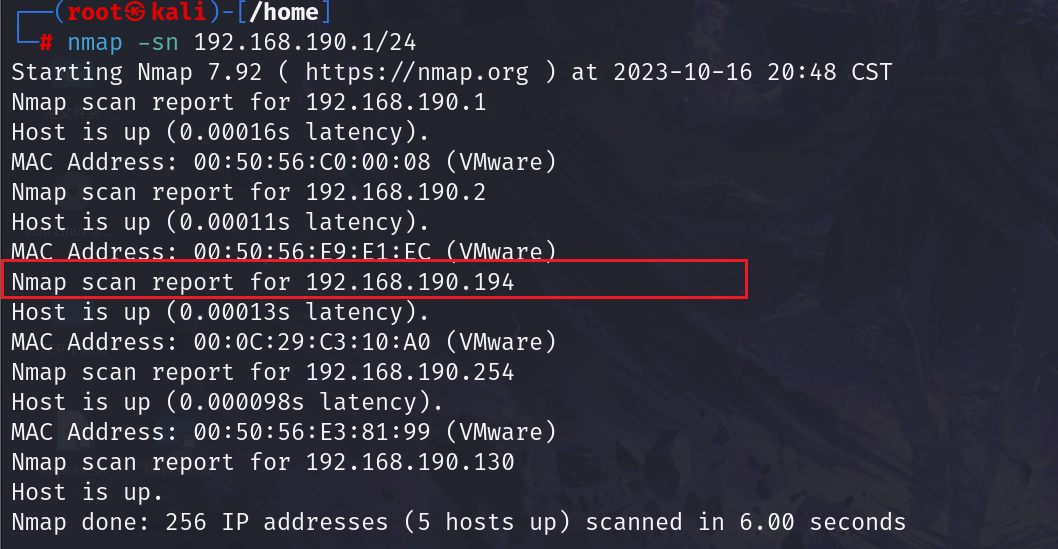 ┌──(root㉿kali)-[/home]
└─# nmap -sn 192.168.190.1/24
Starting Nmap 7.92 ( https://nmap.org ) at 2023-10-16 20:48 CST
Nmap scan report for 192.168.190.1
Host is up (0.00016s latency).
MAC Address: 00:50:56:C0:00:08 (VMware)
Nmap scan report for 192.168.190.2
Host is up (0.00011s latency).
MAC Address: 00:50:56:E9:E1:EC (VMware)
Nmap scan report for 192.168.190.194
Host is up (0.00013s latency).
MAC Address: 00:0C:29:C3:10:A0 (VMware)
Nmap scan report for 192.168.190.254
Host is up (0.000098s latency).
MAC Address: 00:50:56:E3:81:99 (VMware)
Nmap scan report for 192.168.190.130
Host is up.
Nmap done: 256 IP addresses (5 hosts up) scanned in 6.00 seconds